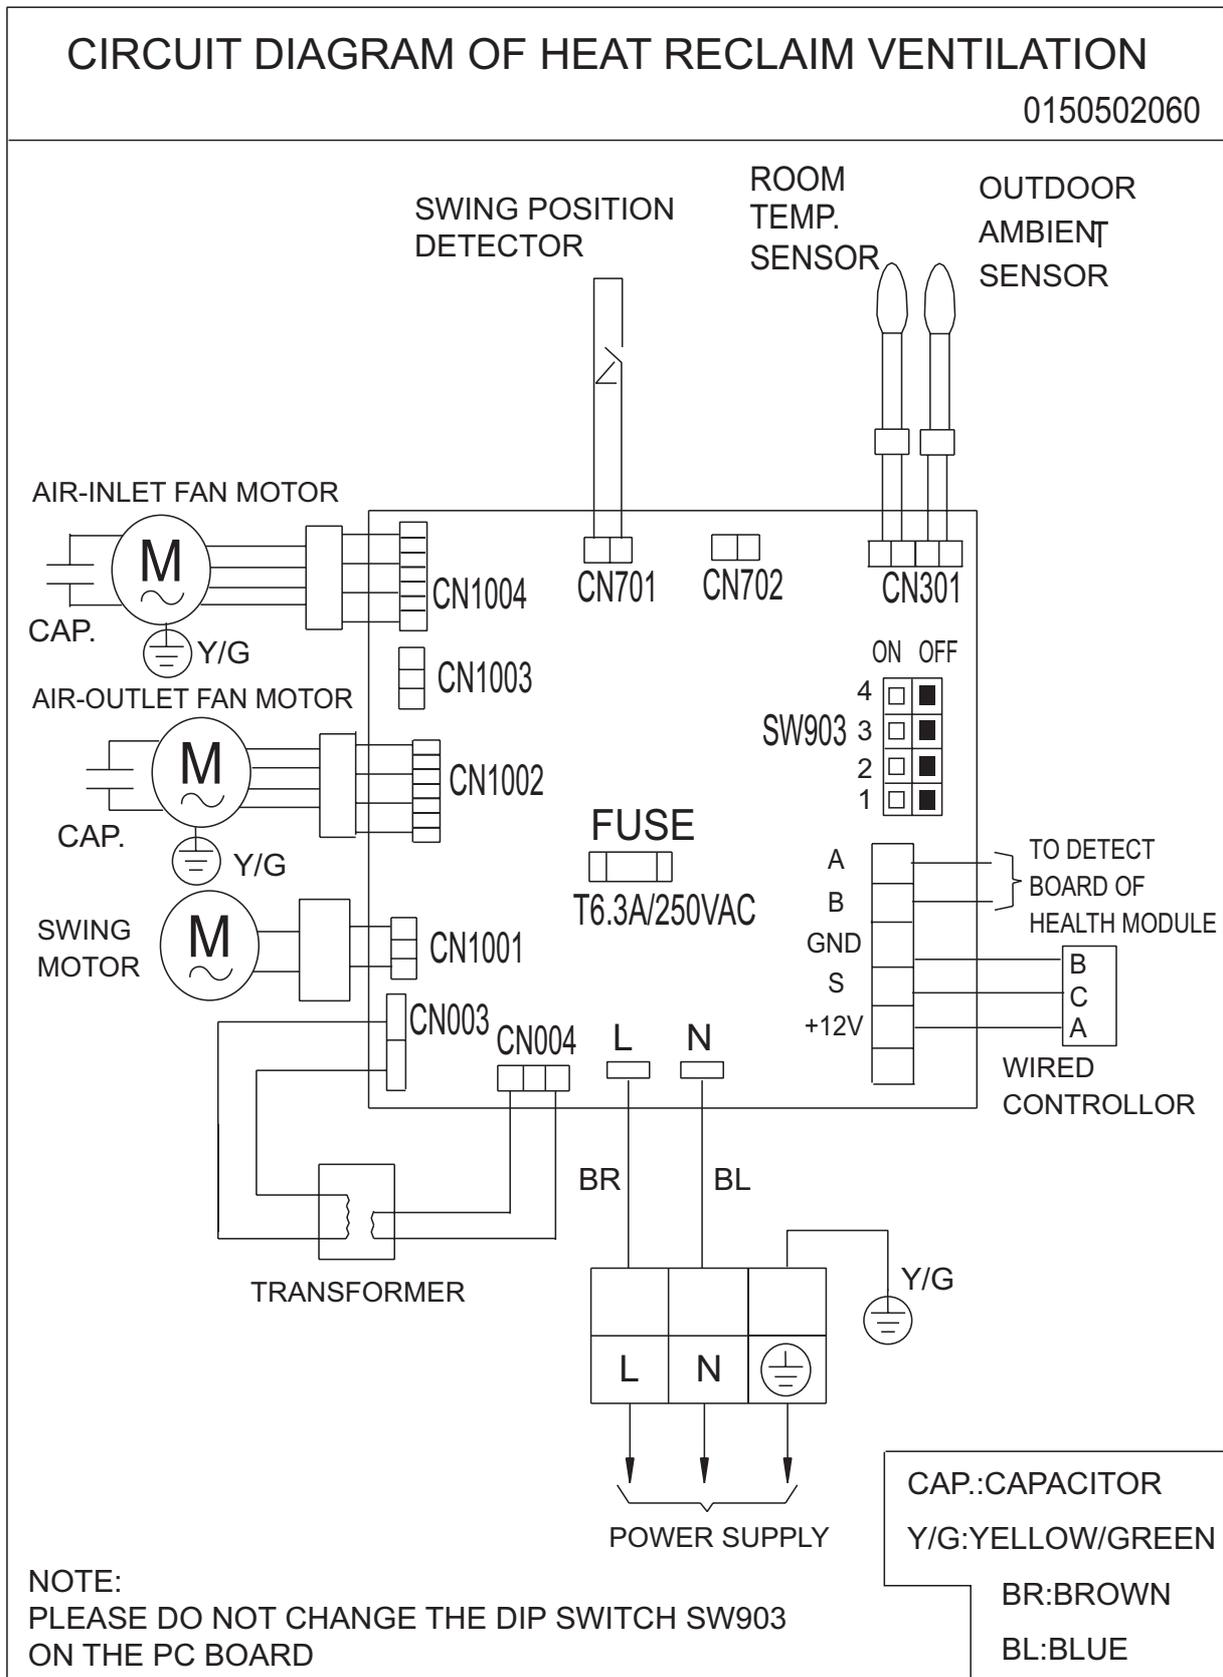 CIRCUIT DIAGRAM OF HEAT RECLAIM VENTILATION
0150502060
SWING POSITION
DETECTOR
ROOM
TEMP.
SENSOR
OUTDOOR
AMBIENT
SENSOR
AIR-INLET FAN MOTOR
M
CAP.
Y/G
CN1004
CN701
CN702
CN301
CN1003
ON OFF
4
SW903 3
2
1
AIR-OUTLET FAN MOTOR
M
CAP.
Y/G
CN1002
FUSE
T6.3A/250VAC
A
B
GND
S
+12V
TO DETECT
BOARD OF
HEALTH MODULE
B
C
A
WIRED
CONTROLLOR
SWING
MOTOR
M
CN1001
CN003
CN004
L N
BR BL
TRANSFORMER
Y/G
L N
POWER SUPPLY
CAP.:CAPACITOR
Y/G:YELLOW/GREEN
BR:BROWN
BL:BLUE
NOTE:
PLEASE DO NOT CHANGE THE DIP SWITCH SW903
ON THE PC BOARD